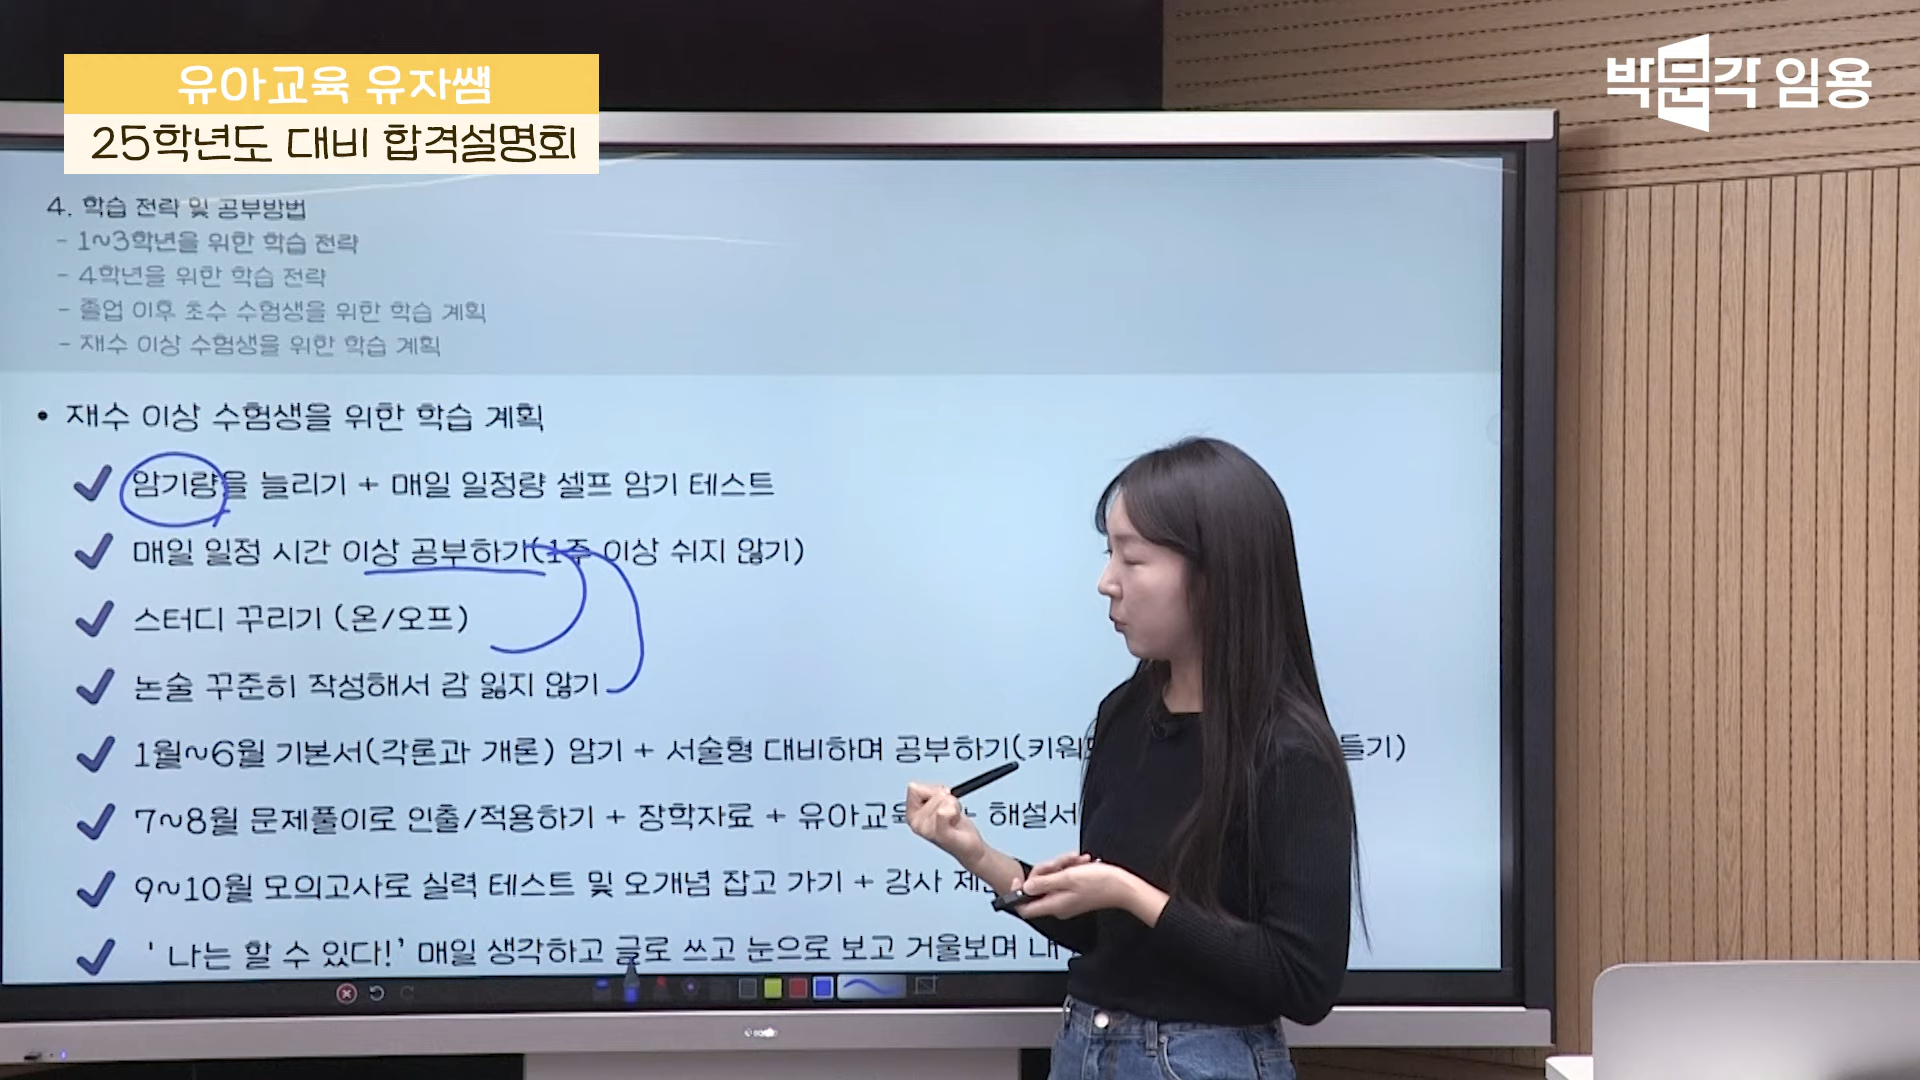 유아교육 유자쌤
25학년도 대비 합격설명회
박문각 임용
4. 학습 전략 및 공부방법
- 1~3학년을 위한 학습 전략
- 4학년을 위한 학습 전략
- 졸업 이후 초수 수험생을 위한 학습 계획
- 재수 이상 수험생을 위한 학습 계획
• 재수 이상 수험생을 위한 학습 계획
✔ 암기량을 늘리기 + 매일 일정량 셀프 암기 테스트
✔ 매일 일정 시간 이상 공부하기(1주 이상 쉬지 않기)
✔ 스터디 꾸리기 (온/오프)
✔ 논술 꾸준히 작성해서 감 잃지 않기
✔ 1월~6월 기본서(각론과 개론) 암기 + 서술형 대비하며 공부하기(키워 들기)
✔ 7~8월 문제풀이로 인출/적용하기 + 장학자료 + 유아교육 + 해설서
✔ 9~10월 모의고사로 실력 테스트 및 오개념 잡고 가기 + 강사
✔ ' 나는 할 수 있다!' 매일 생각하고 글로 쓰고 눈으로 보고 거울보며